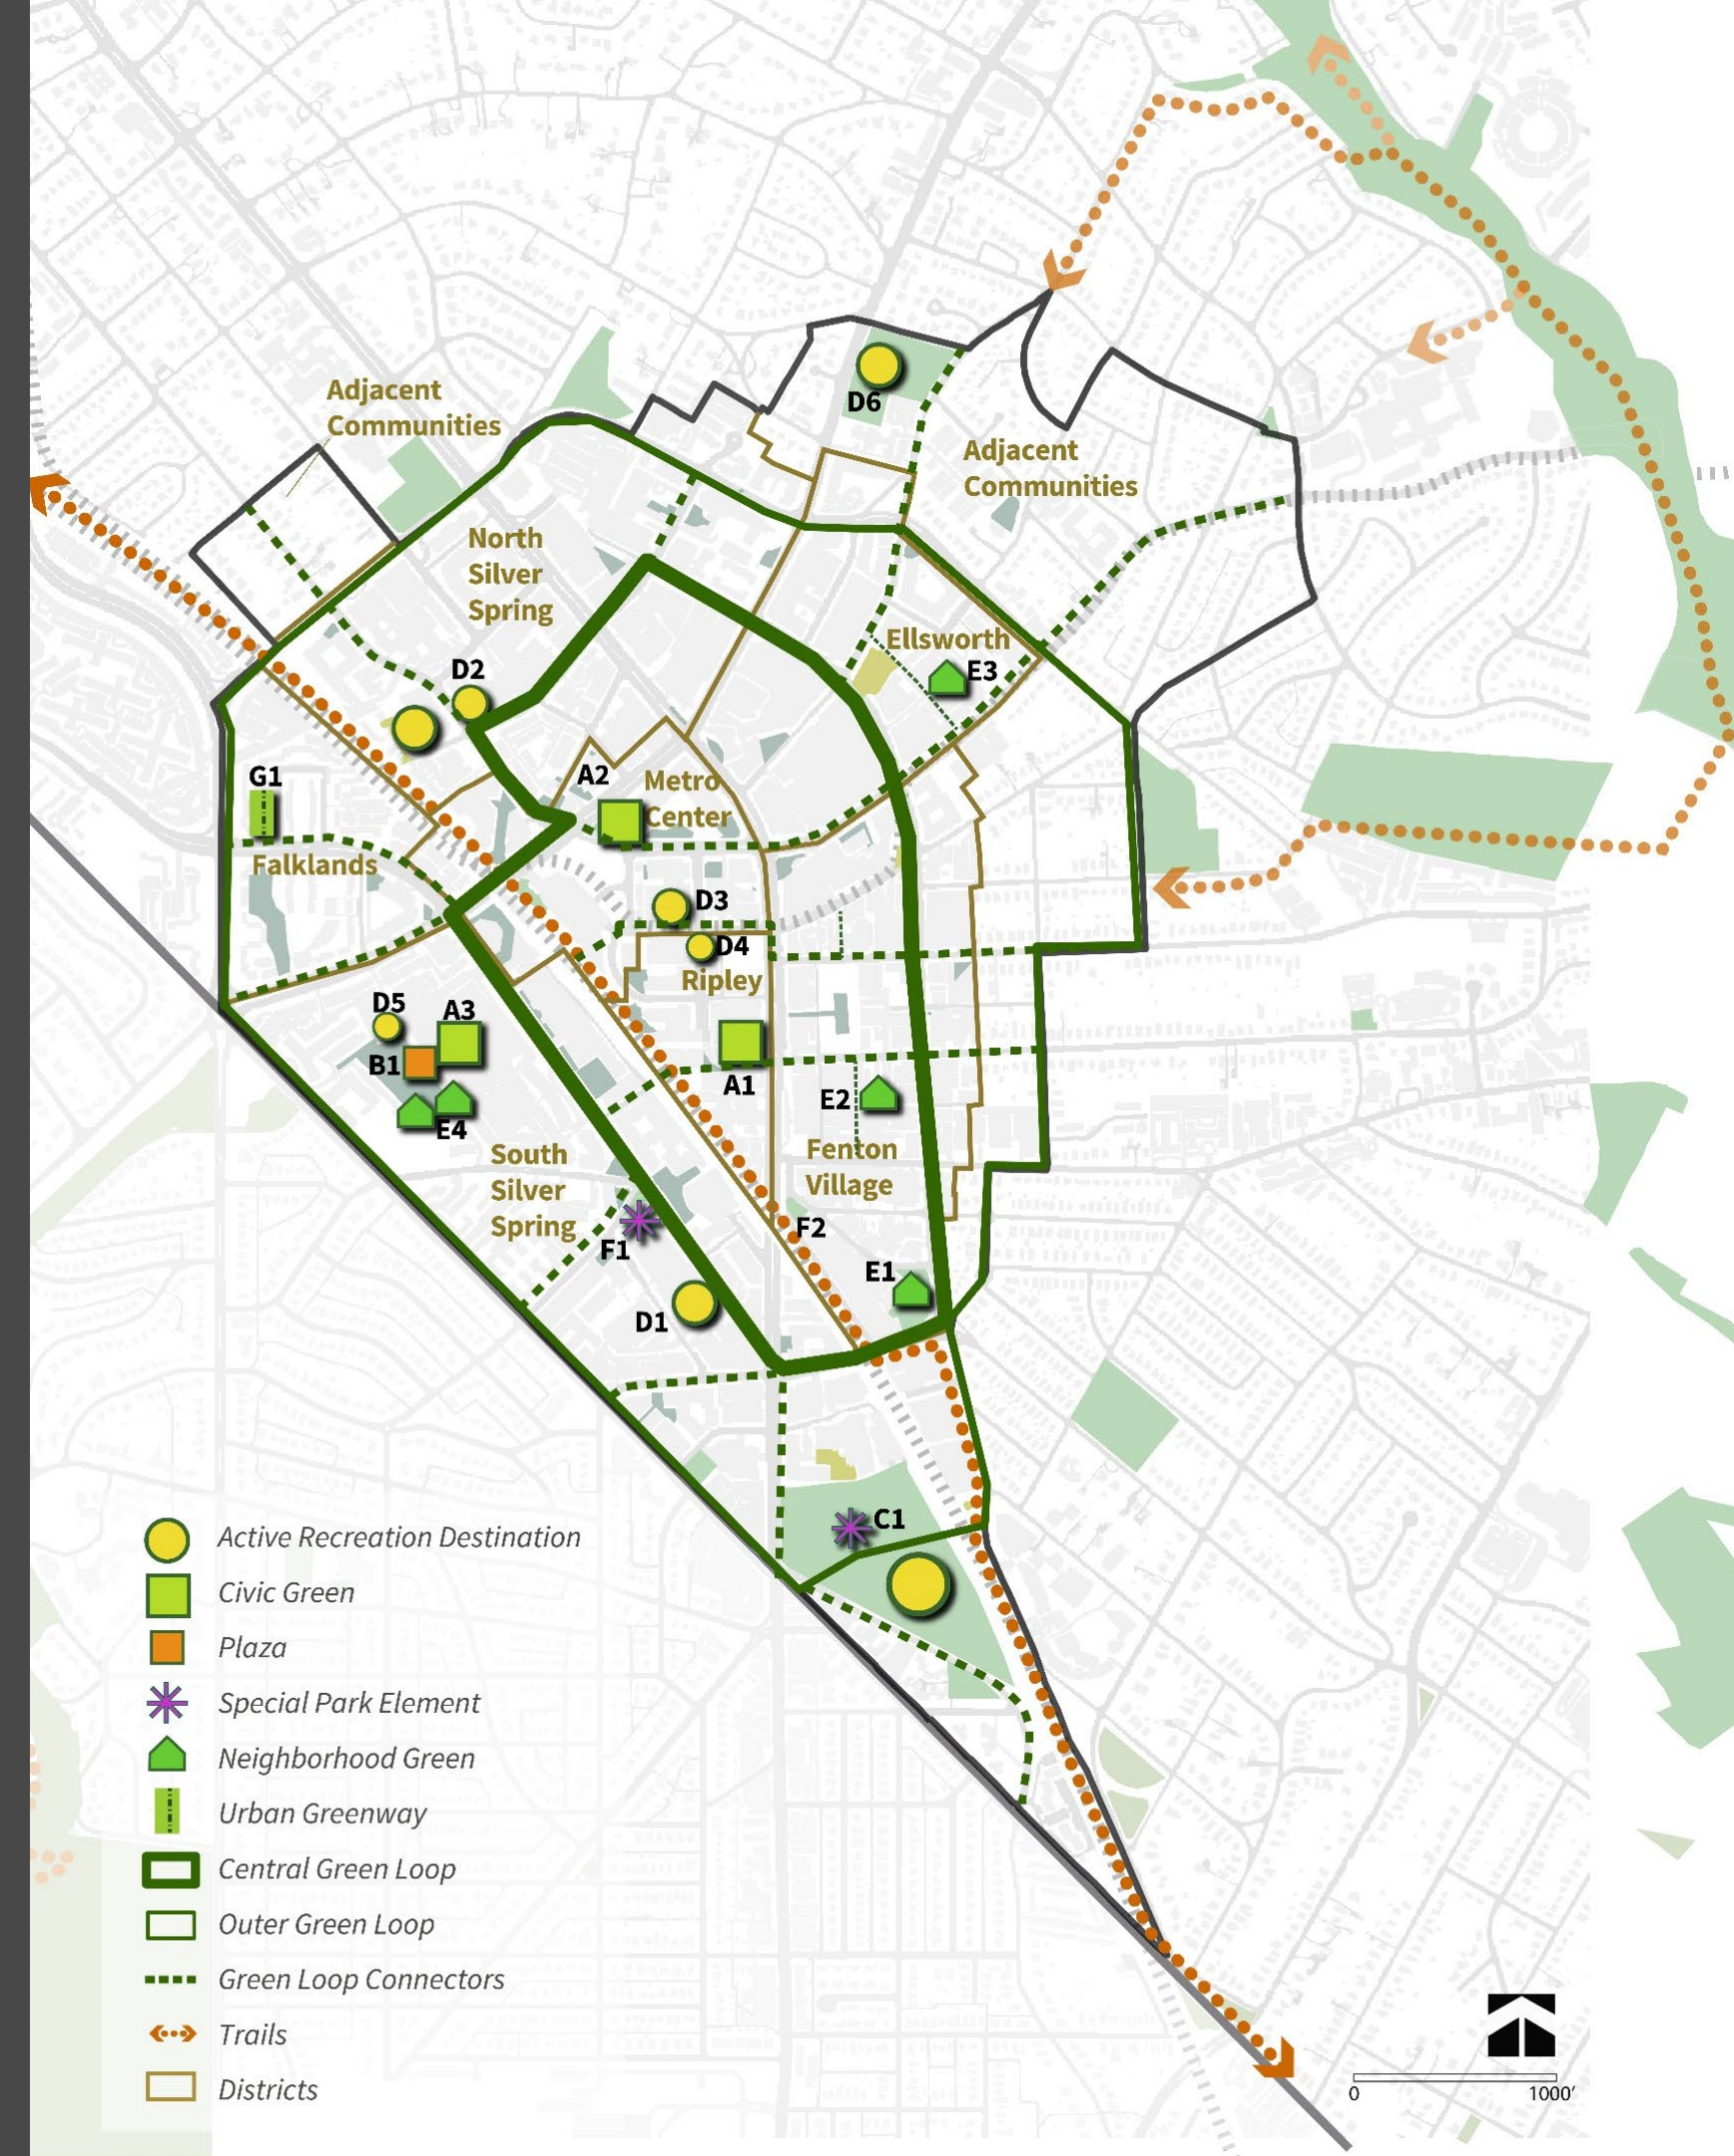 Adjacent
Communities
D6
Adjacent
Communities
North
Silver
Spring
Ellsworth
E3
D2
G1
A2
Metro
Center
Falklands
D3
D4
Ripley
D5
A3
B1
A1
E4
E2
Fenton
Village
South
Silver
Spring
F2
F1
E1
D1
C1
Active Recreation Destination
Civic Green
Plaza
Special Park Element
Neighborhood Green
Urban Greenway
Central Green Loop
Outer Green Loop
Green Loop Connectors
Trails
Districts
0
1000'